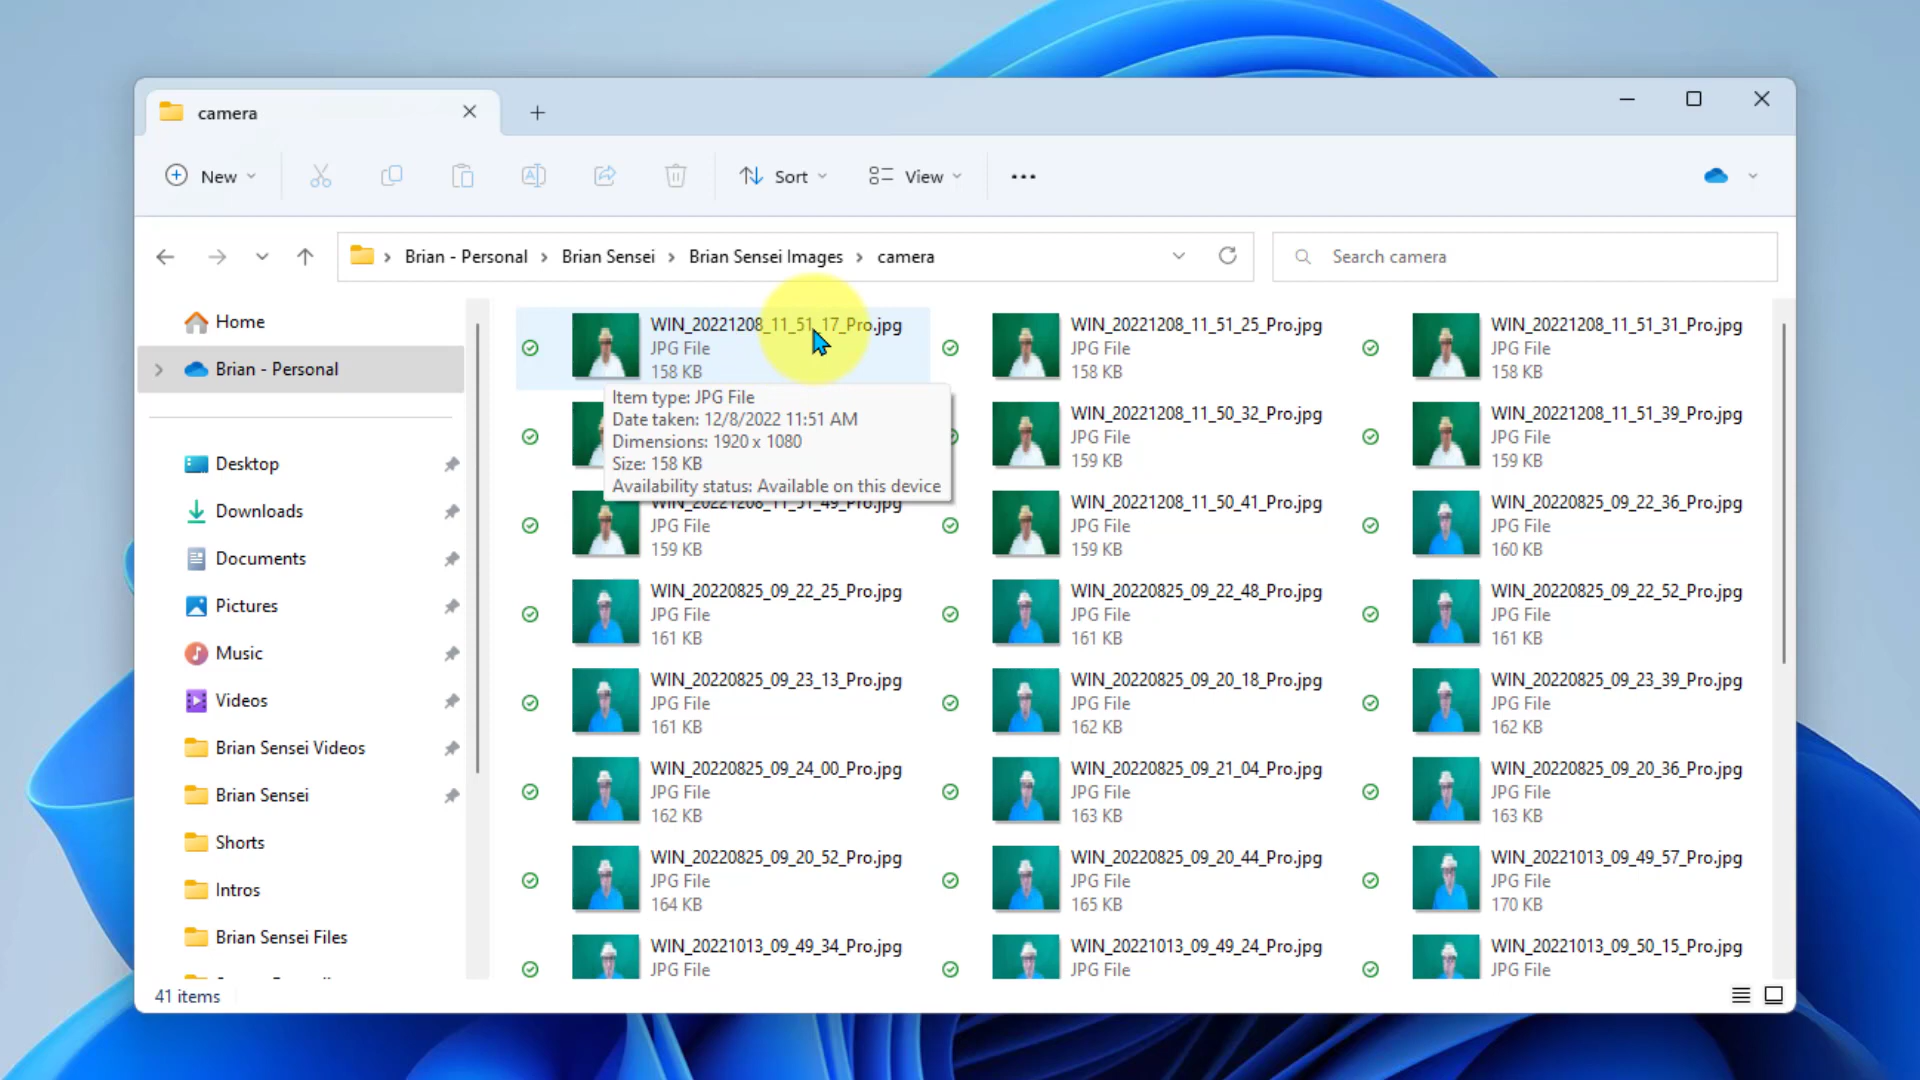 camera
New
Sort
View
Brian - Personal
Brian Sensei
Brian Sensei Images
camera
Search camera
Home
Brian - Personal
Desktop
Downloads
Documents
Pictures
Music
Videos
Brian Sensei Videos
Brian Sensei
Shorts
Intros
Brian Sensei Files
WIN_20221208_11_51_17_Pro.jpg
JPG File
158 KB
WIN_20221208_11_51_25_Pro.jpg
JPG File
158 KB
WIN_20221208_11_51_31_Pro.jpg
JPG File
158 KB
Item type: JPG File
Date taken: 12/8/2022 11:51 AM
Dimensions: 1920 x 1080
Size: 158 KB
Availability status: Available on this device
WIN_20221208_11_50_32_Pro.jpg
JPG File
159 KB
WIN_20221208_11_51_39_Pro.jpg
JPG File
159 KB
WIN_20221208_11_51_49_Pro.jpg
JPG File
159 KB
WIN_20221208_11_50_41_Pro.jpg
JPG File
159 KB
WIN_20220825_09_22_36_Pro.jpg
JPG File
160 KB
WIN_20220825_09_22_25_Pro.jpg
JPG File
161 KB
WIN_20220825_09_22_48_Pro.jpg
JPG File
161 KB
WIN_20220825_09_22_52_Pro.jpg
JPG File
161 KB
WIN_20220825_09_23_13_Pro.jpg
JPG File
161 KB
WIN_20220825_09_20_18_Pro.jpg
JPG File
162 KB
WIN_20220825_09_23_39_Pro.jpg
JPG File
162 KB
WIN_20220825_09_24_00_Pro.jpg
JPG File
162 KB
WIN_20220825_09_21_04_Pro.jpg
JPG File
163 KB
WIN_20220825_09_20_36_Pro.jpg
JPG File
163 KB
WIN_20220825_09_20_52_Pro.jpg
JPG File
164 KB
WIN_20220825_09_20_44_Pro.jpg
JPG File
165 KB
WIN_20221013_09_49_57_Pro.jpg
JPG File
170 KB
WIN_20221013_09_49_34_Pro.jpg
JPG File
WIN_20221013_09_49_24_Pro.jpg
JPG File
WIN_20221013_09_50_15_Pro.jpg
JPG File
41 items